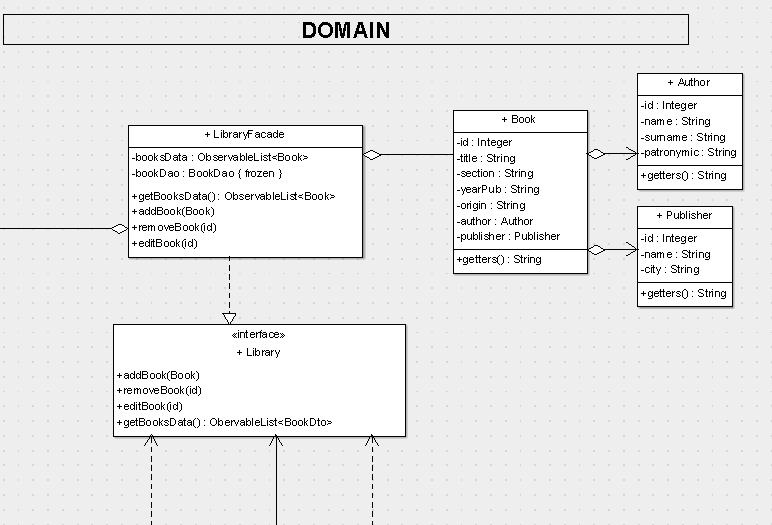 DOMAIN
+ LibraryFacade
-booksData : ObservableList<Book>
-bookDao : BookDao { frozen }
+getBooksData() : ObservableList<Book>
+addBook(Book)
+removeBook(id)
+editBook(id)
+ Book
-id : Integer
-title : String
-section : String
-yearPub : String
-origin : String
-author : Author
-publisher : Publisher
+getters() : String
+ Author
-id : Integer
-name : String
-surname : String
-patronymic : String
+getters() : String
+ Publisher
-id : Integer
-name : String
-city : String
+getters() : String
«interface»
+ Library
+addBook(Book)
+removeBook(id)
+editBook(id)
+getBooksData() : ObervableList<BookDto>